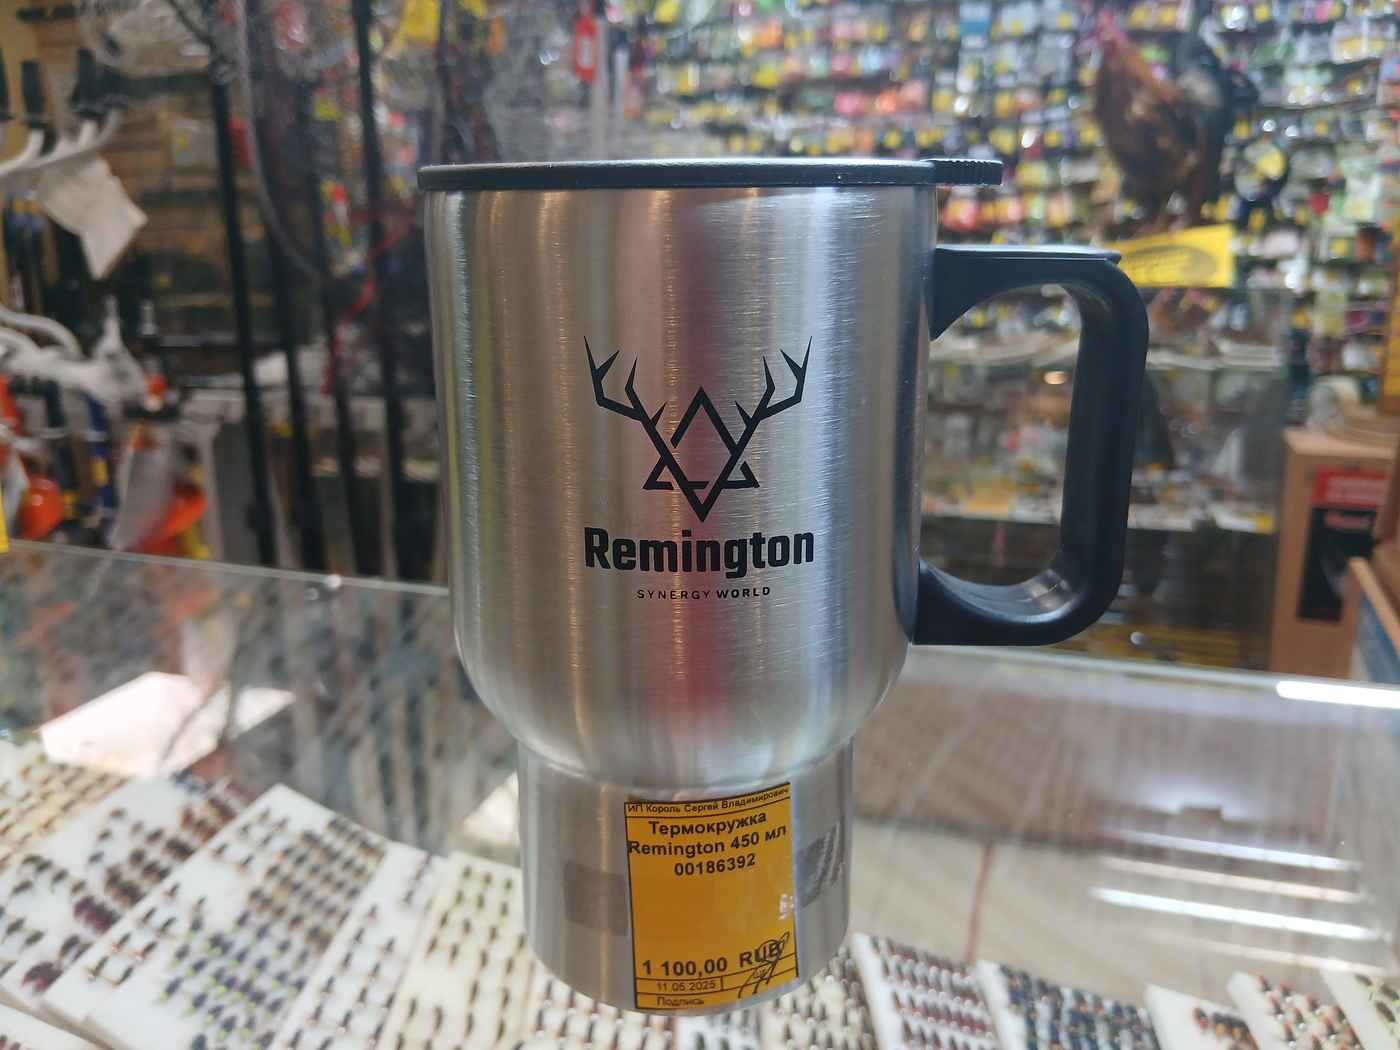 Remington
SYNERGY WORLD
ИП Король Сергей Владимирович
Термокружка
Remington 450 мл
00186392
1 100,00 RUB
11.05.2025
Подпись